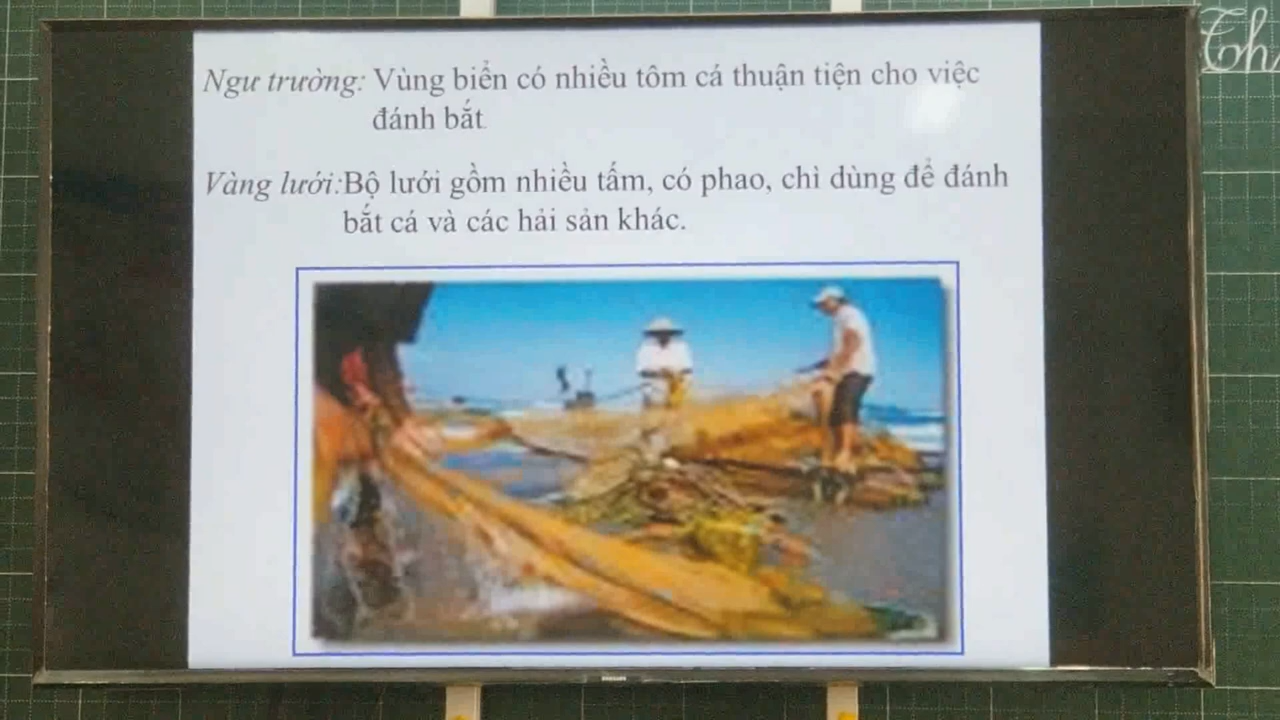 Ngư trường: Vùng biển có nhiều tôm cá thuận tiện cho việc
đánh bắt
Vàng lưới:Bộ lưới gồm nhiều tấm, có phao, chì dùng để đánh
bắt cá và các hải sản khác.
Th